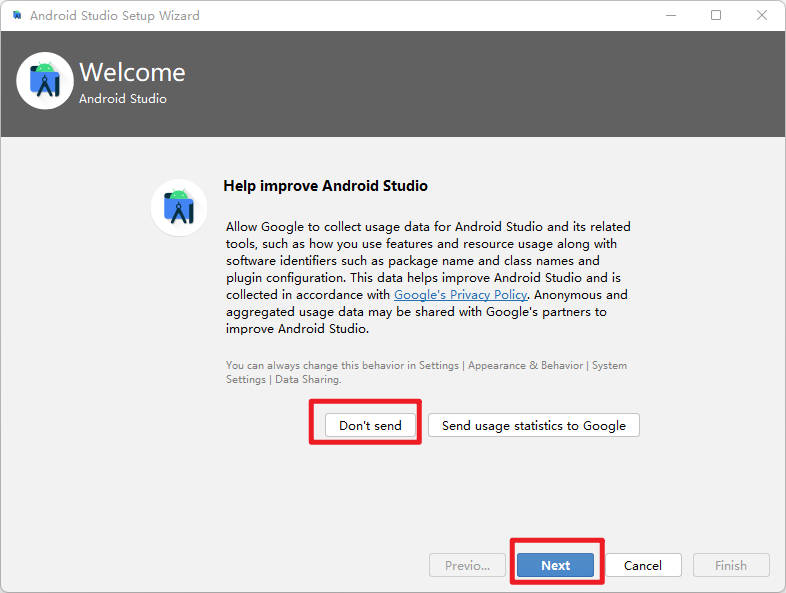 Android Studio Setup Wizard
Welcome
Android Studio
Help improve Android Studio
Allow Google to collect usage data for Android Studio and its related
tools, such as how you use features and resource usage along with
software identifiers such as package name and class names and
plugin configuration. This data helps improve Android Studio and is
collected in accordance with Google's Privacy Policy. Anonymous and
aggregated usage data may be shared with Google's partners to
improve Android Studio.
You can always change this behavior in Settings | Appearance & Behavior | System
Settings | Data Sharing.
Don't send
Send usage statistics to Google
Previo...
Next
Cancel
Finish